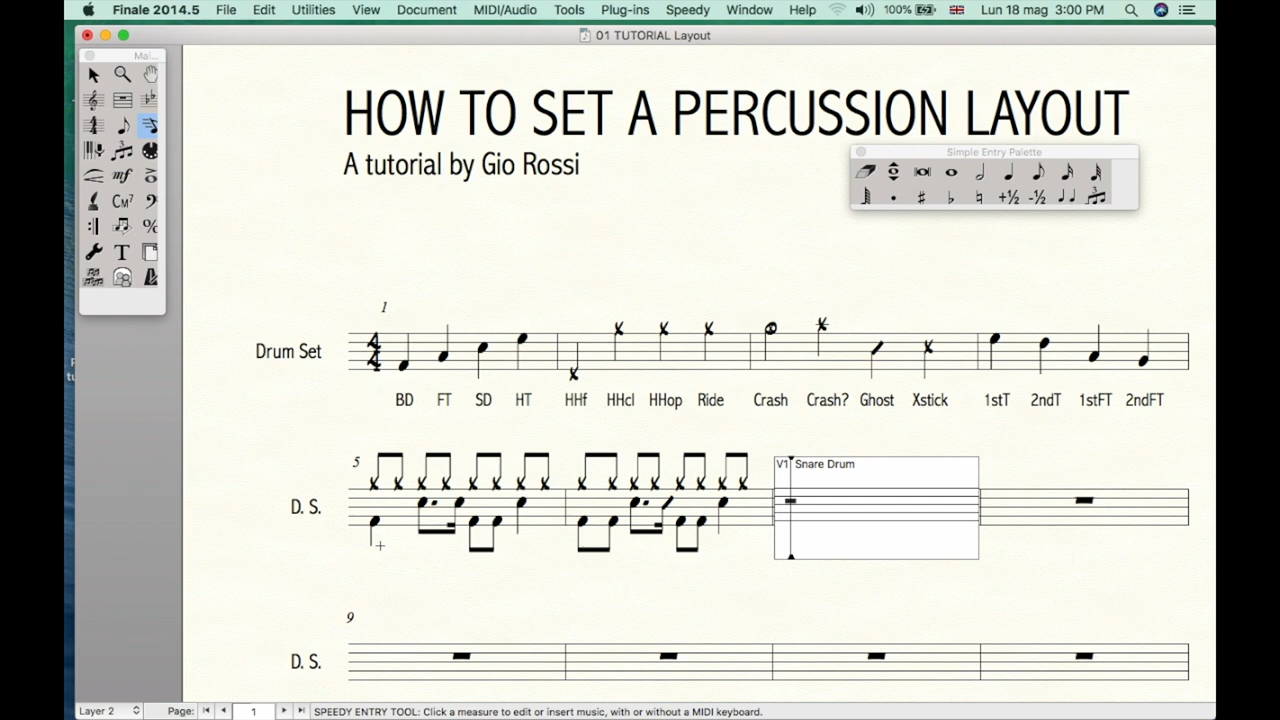 Finale 2014.5 File Edit Utilities View Document MIDI/Audio Tools Plug-ins Speedy Window Help 100% Lun 18 mag 3:00 PM
01 TUTORIAL Layout
Mai...
HOW TO SET A PERCUSSION LAYOUT
A tutorial by Gio Rossi
Simple Entry Palette
+½ -½
mf
CM7
T
1
Drum Set
BD FT SD HT HHf HHcl HHop Ride Crash Crash? Ghost Xstick 1stT 2ndT 1stFT 2ndFT
5
V1 Snare Drum
D. S.
9
D. S.
Layer 2 Page: 1 SPEEDY ENTRY TOOL: Click a measure to edit or insert music, with or without a MIDI keyboard.